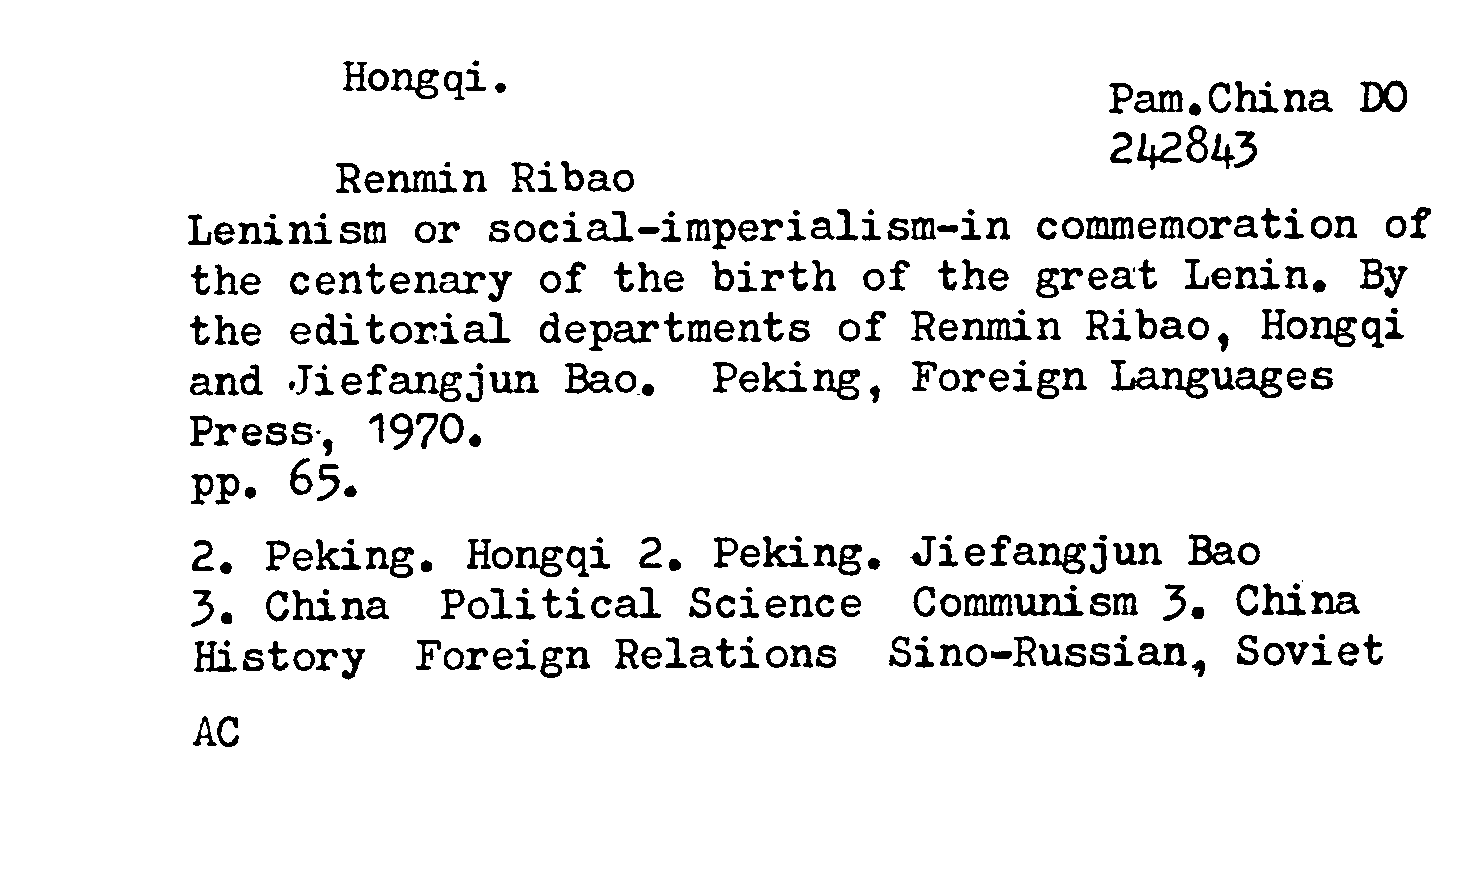 Hongqi.
Pam.China DO
242843
Renmin Ribao
Leninism or social-imperialism-in commemoration of
the centenary of the birth of the great Lenin. By
the editorial departments of Renmin Ribao, Hongqi
and Jiefangjun Bao. Peking, Foreign Languages
Press, 1970.
pp. 65.
2. Peking. Hongqi 2. Peking. Jiefangjun Bao
3. China Political Science Communism 3. China
History Foreign Relations Sino-Russian, Soviet
AC